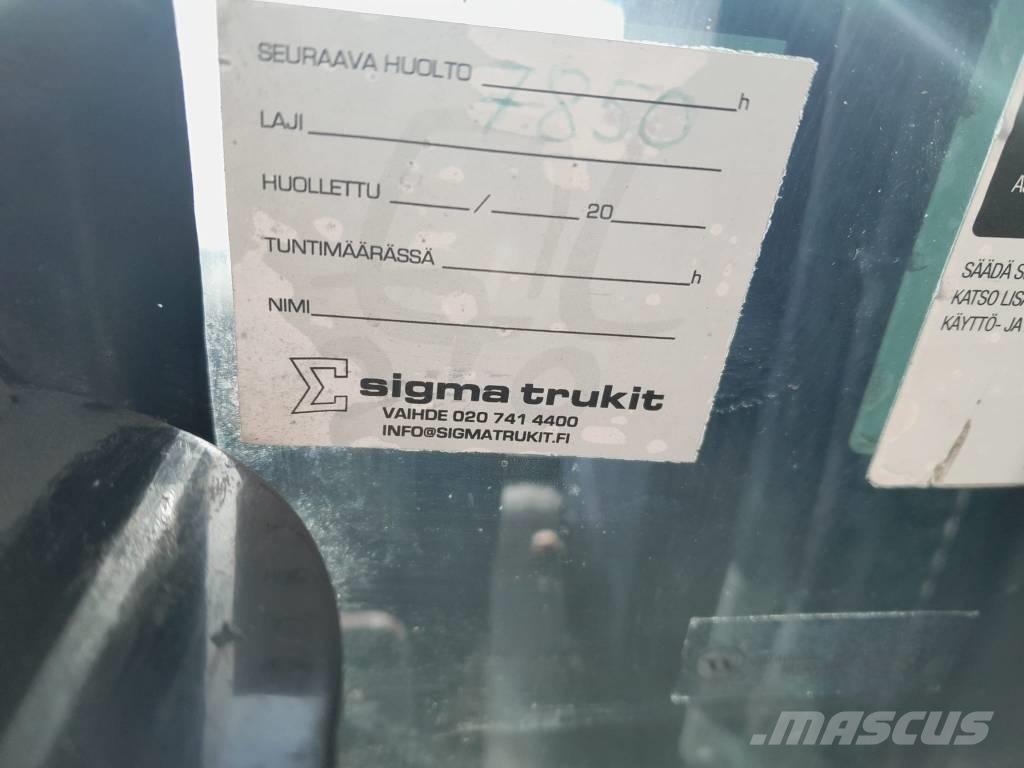 SEURAAVA HUOLTO 7850 h
LAJI
HUOLLETTU / 20
TUNTIMÄÄRÄSSÄ h
NIMI
Σ sigma trukit
VAIHDE 020 741 4400
INFO@SIGMATRUKIT.FI
SÄÄDÄ
KATSO
KÄYTTÖ- JA
MASCUS